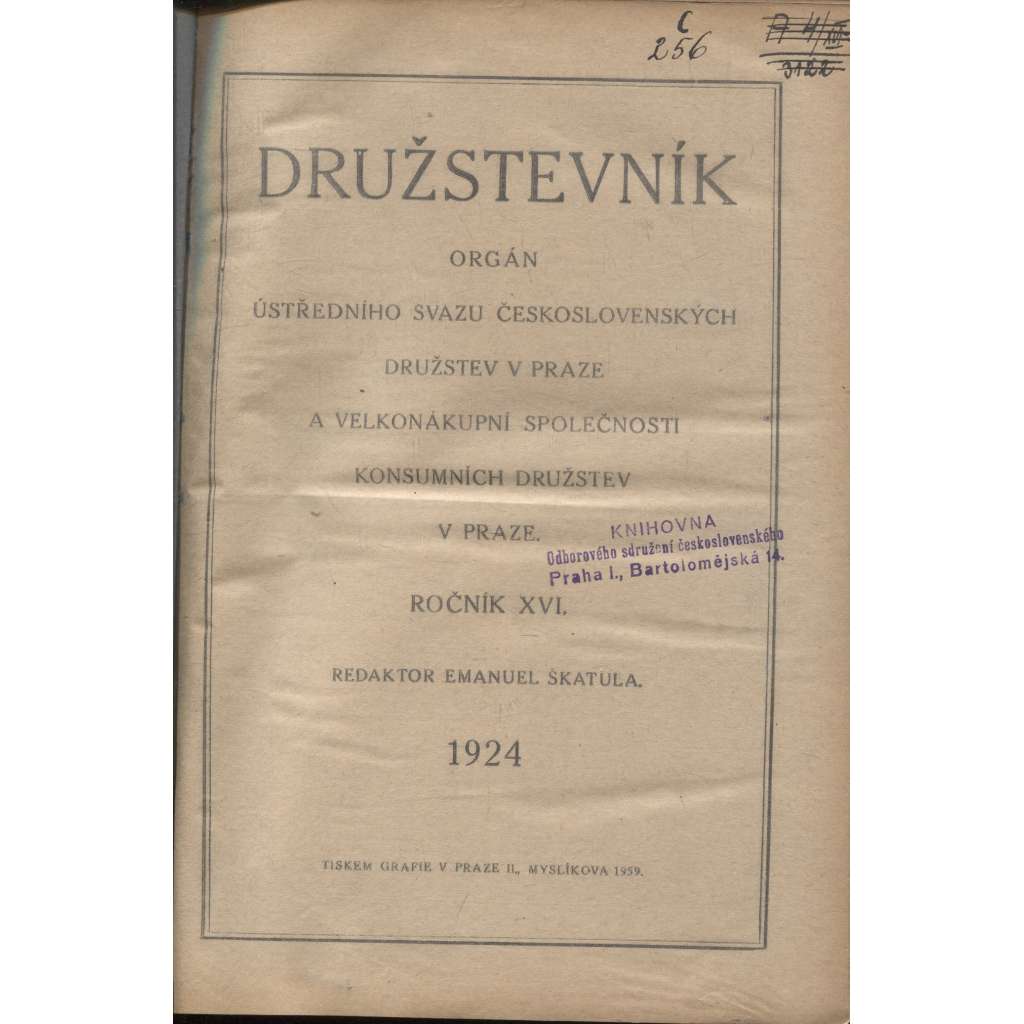 C
256
3122
DRUŽSTEVNÍK
ORGÁN
ÚSTŘEDNÍHO SVAZU ČESKOSLOVENSKÝCH
DRUŽSTEV V PRAZE
A VELKONÁKUPNÍ SPOLEČNOSTI
KONSUMNÍCH DRUŽSTEV
V PRAZE.
KNIHOVNA
Odborového sdružení československého
Praha I., Bartolomějská 14.
ROČNÍK XVI.
REDAKTOR EMANUEL ŠKATULA.
1924
TISKEM GRAFIE V PRAZE II., MYSLÍKOVA 1959.